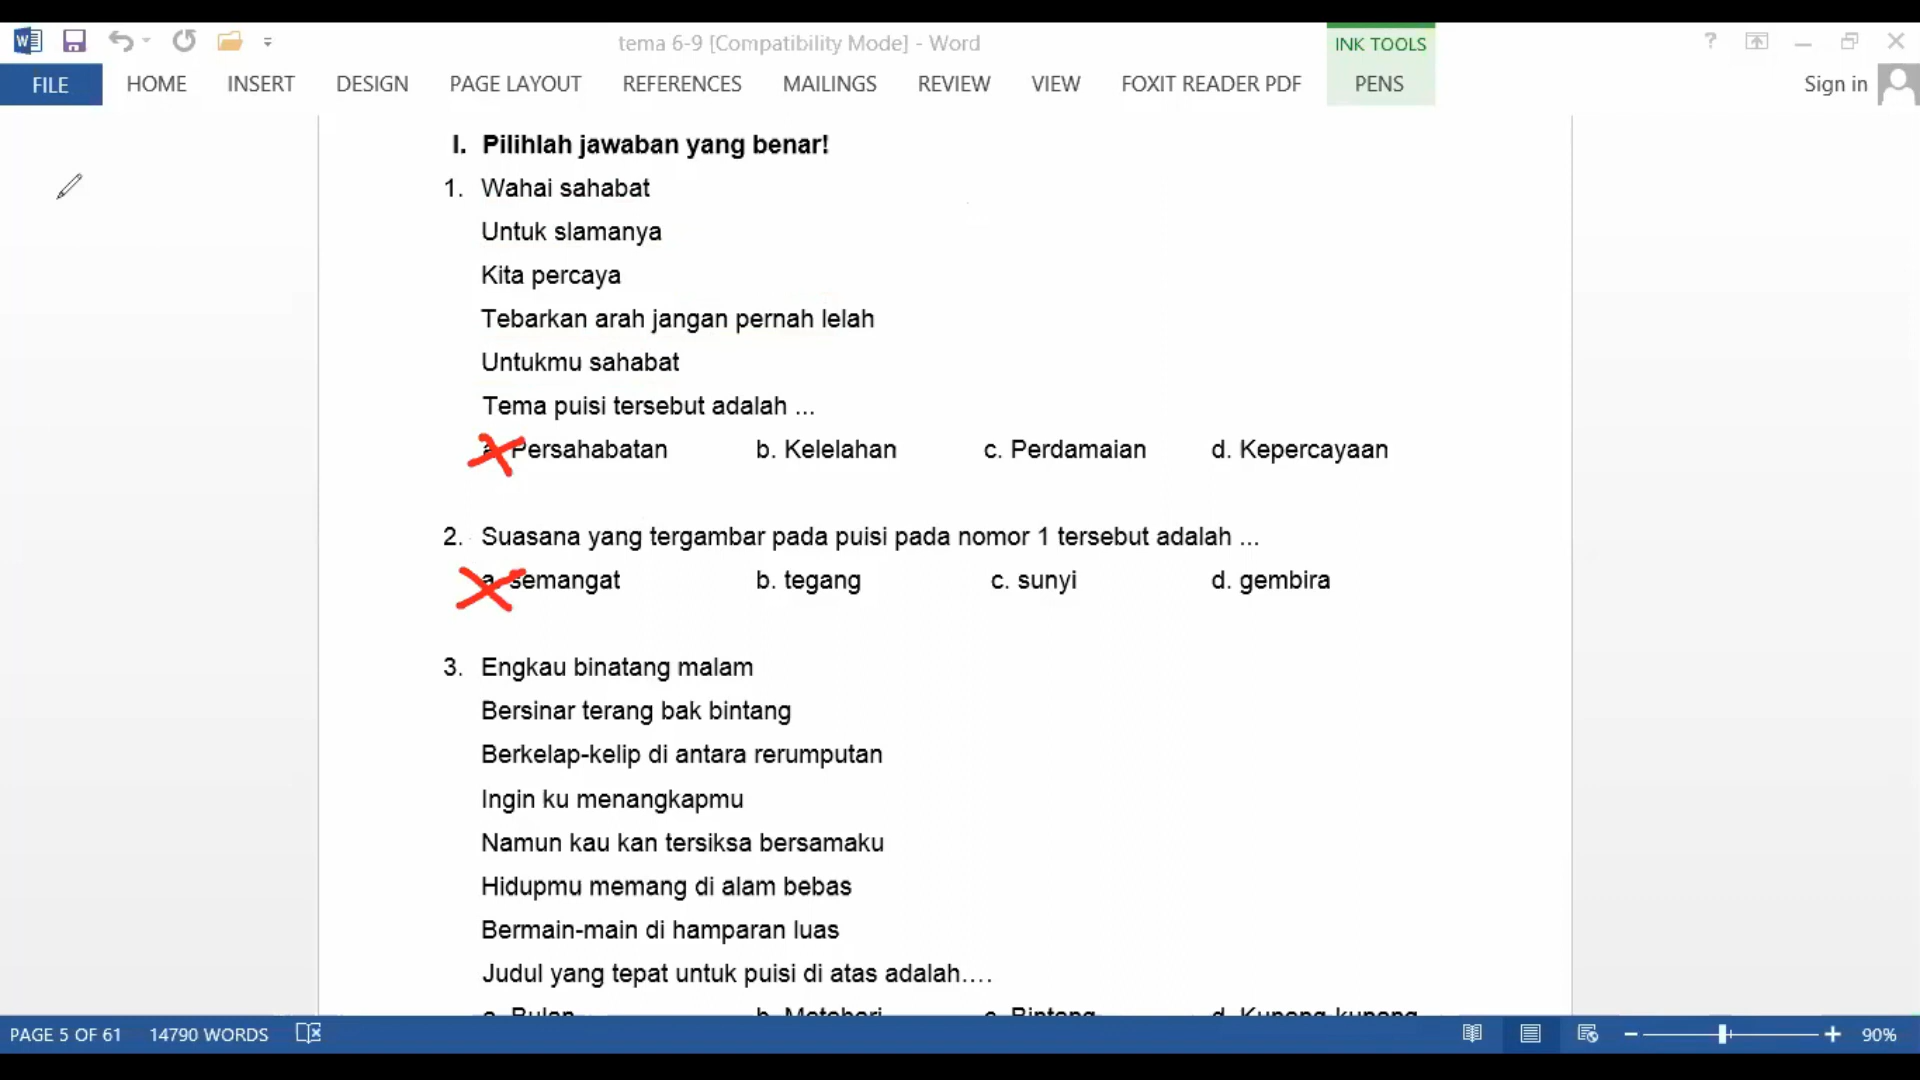 tema 6-9 [Compatibility Mode] - Word
INK TOOLS
?
FILE HOME INSERT DESIGN PAGE LAYOUT REFERENCES MAILINGS REVIEW VIEW FOXIT READER PDF PENS Sign in
I. Pilihlah jawaban yang benar!
1. Wahai sahabat
Untuk slamanya
Kita percaya
Tebarkan arah jangan pernah lelah
Untukmu sahabat
Tema puisi tersebut adalah ...
a. Persahabatan b. Kelelahan c. Perdamaian d. Kepercayaan
2. Suasana yang tergambar pada puisi pada nomor 1 tersebut adalah ...
a. semangat b. tegang c. sunyi d. gembira
3. Engkau binatang malam
Bersinar terang bak bintang
Berkelap-kelip di antara rerumputan
Ingin ku menangkapmu
Namun kau kan tersiksa bersamaku
Hidupmu memang di alam bebas
Bermain-main di hamparan luas
Judul yang tepat untuk puisi di atas adalah....
a. Bulan b. Matahari c. Bintang d. Kunang-kunang
PAGE 5 OF 61 14790 WORDS 90%